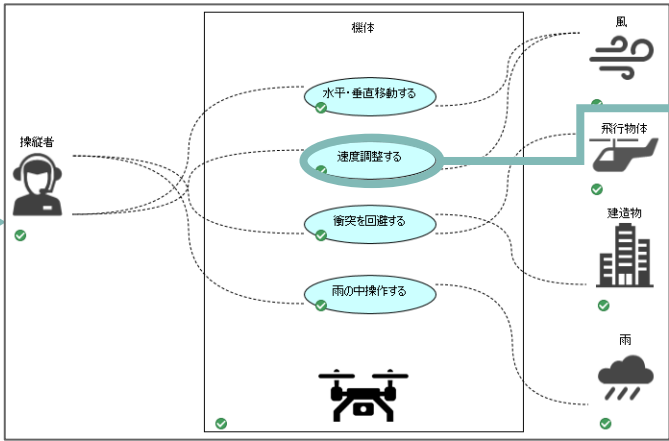 機体
風
水平・垂直移動する
飛行物体
操縦者
速度調整する
建造物
衝突を回避する
雨の中操作する
雨